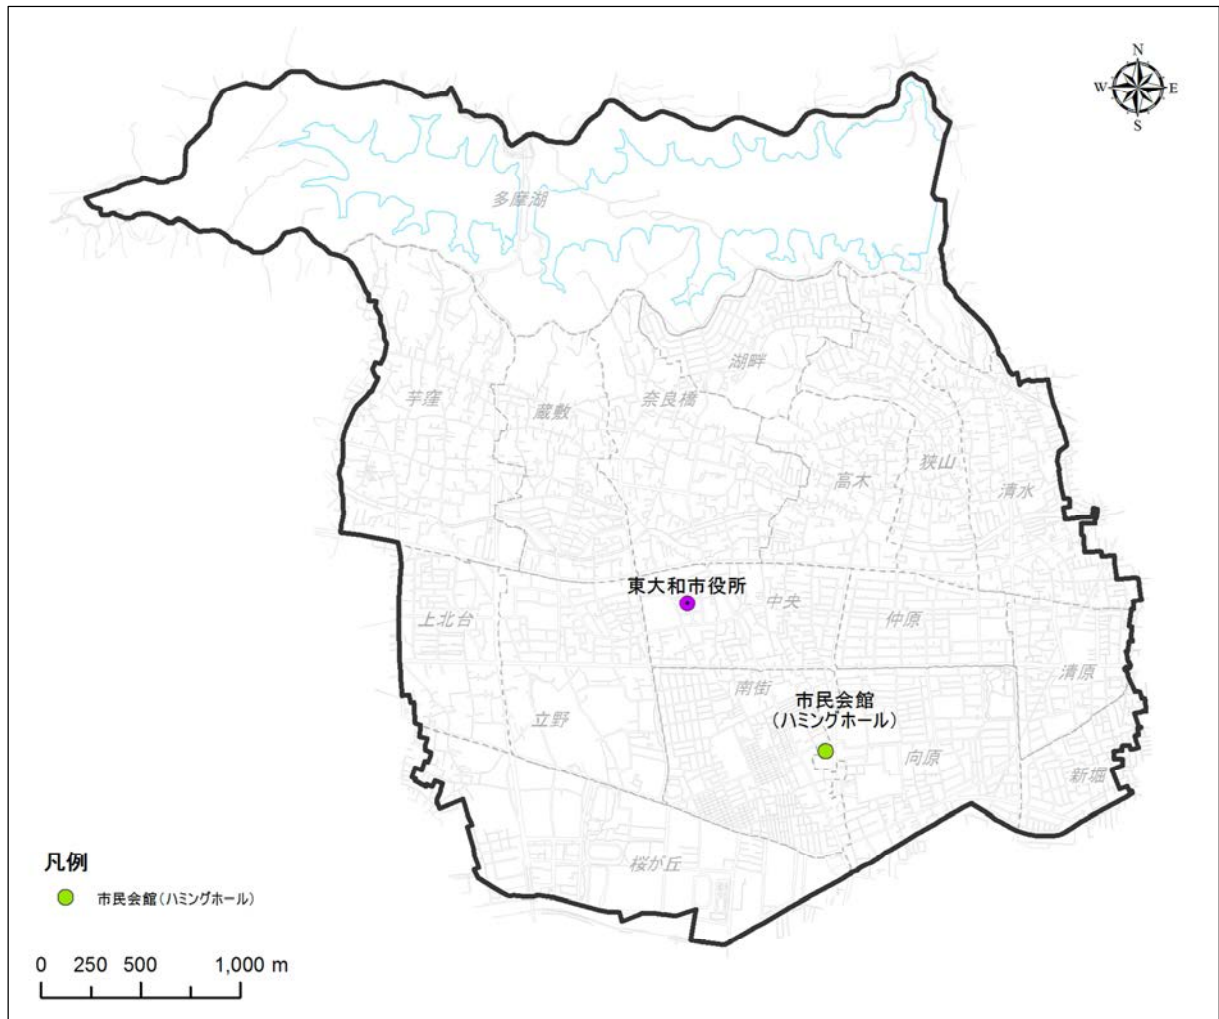 N
W E
S
多摩湖
湖畔
芋窪
蔵敷
奈良橋
狭山
高木
清水
東大和市役所
中央
上北台
仲原
清原
南街
市民会館
（ハミングホール）
立野
向原
新堀
桜が丘
凡例
市民会館（ハミングホール）
0 250 500 1,000 m